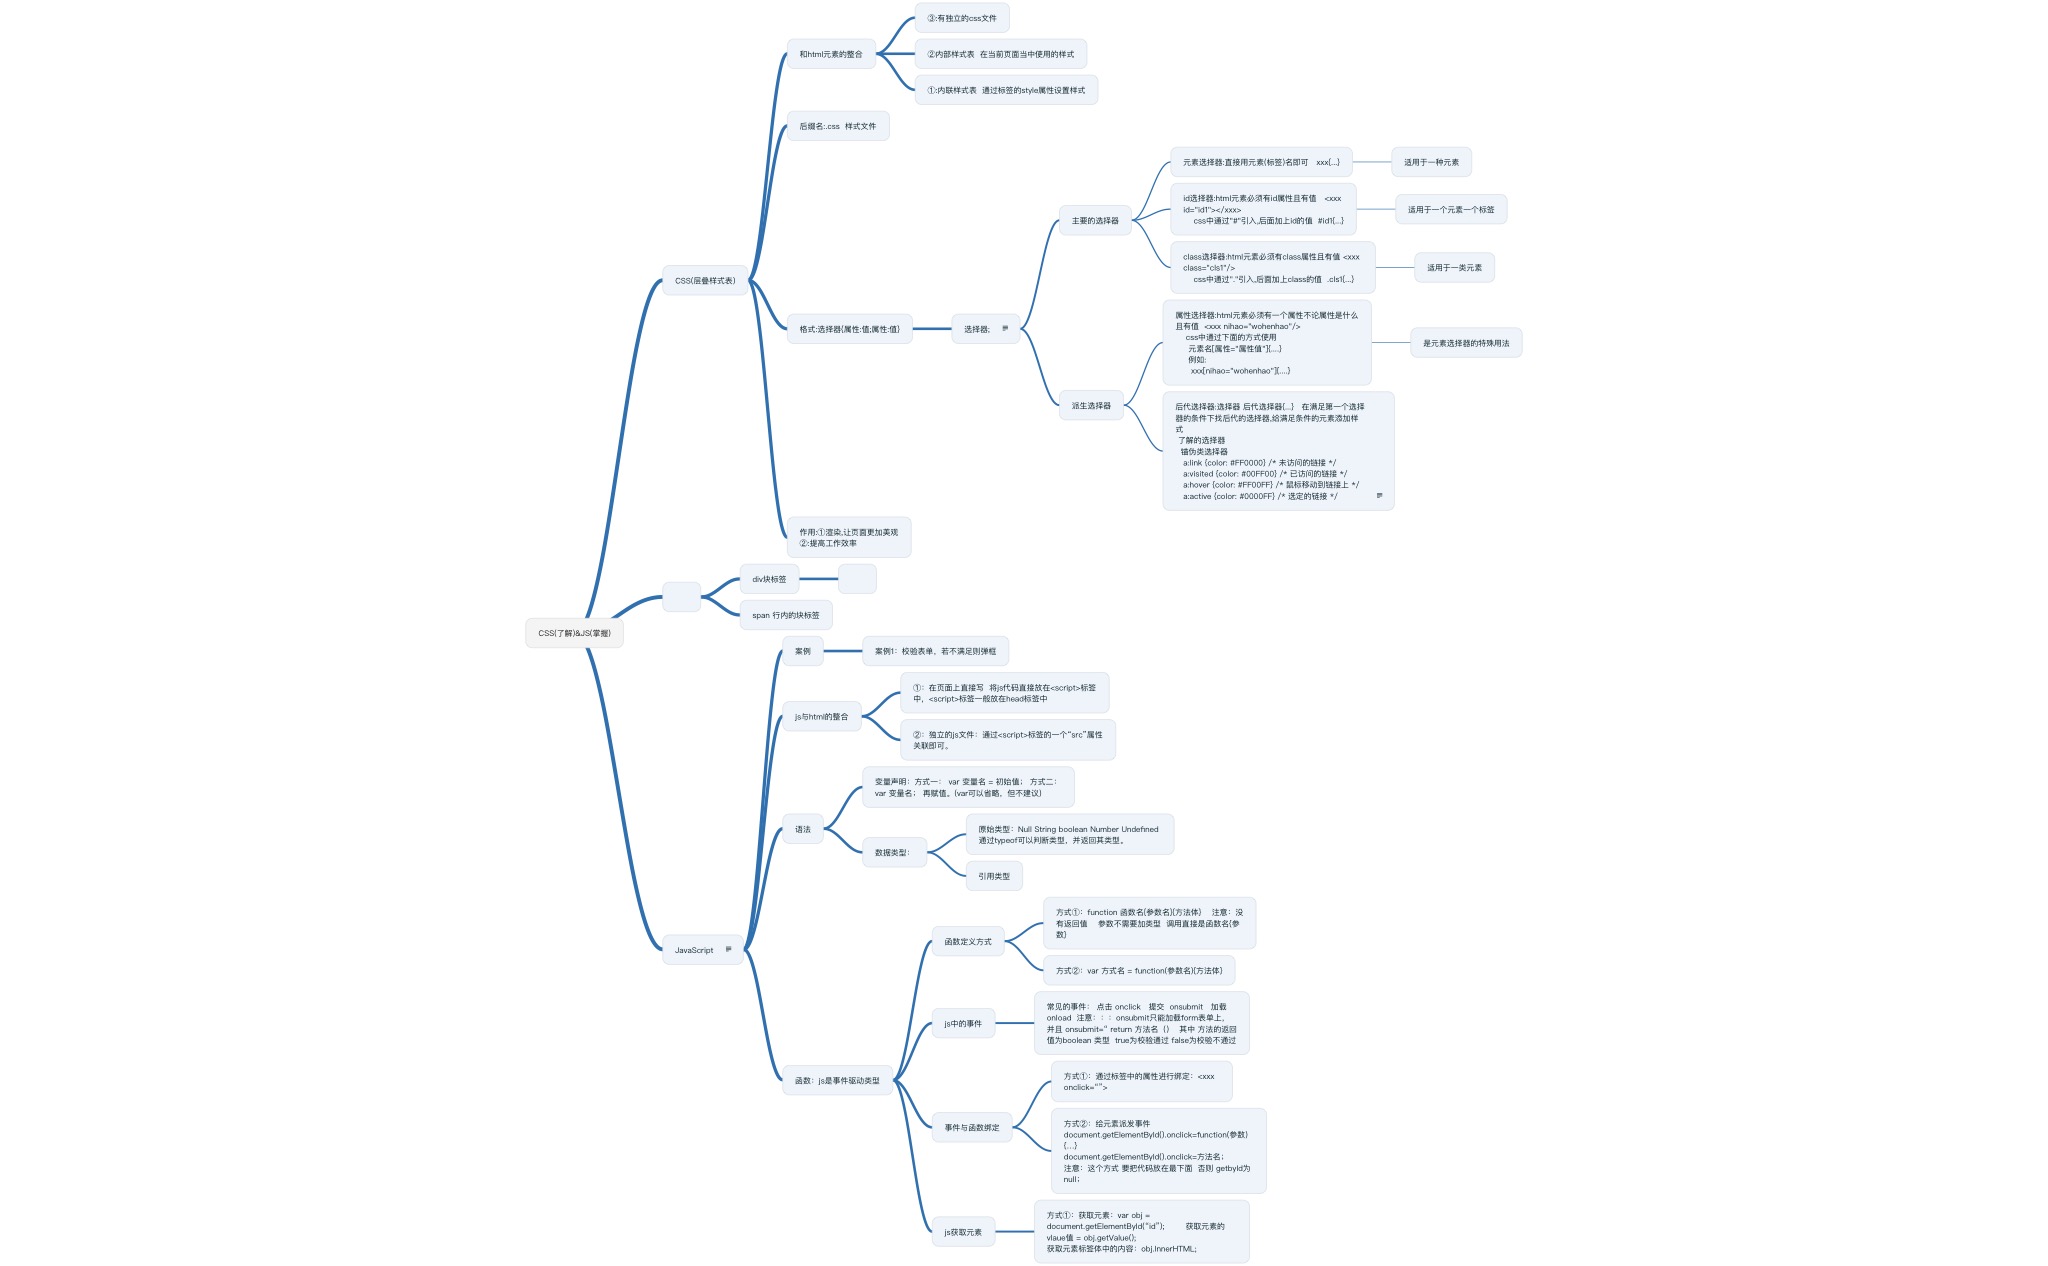 ③:有独立的css文件
和html元素的整合
②内部样式表  在当前页面当中使用的样式
①:内联样式表  通过标签的style属性设置样式
后缀名:.css  样式文件
元素选择器:直接用元素(标签)名即可   xxx{...}
适用于一种元素
id选择器:html元素必须有id属性且有值   <xxx
id="id1"></xxx>
css中通过"#"引入,后面加上id的值  #id1{...}
适用于一个元素一个标签
主要的选择器
class选择器:html元素必须有class属性且有值 <xxx
class="cls1"/>
css中通过"."引入,后面加上class的值  .cls1{...}
适用于一类元素
CSS(层叠样式表)
格式:选择器{属性:值;属性:值}
选择器;
属性选择器:html元素必须有一个属性不论属性是什么
且有值  <xxx nihao="wohenhao"/>
css中通过下面的方式使用
元素名[属性="属性值"]{....}
例如:
xxx[nihao="wohenhao"]{....}
是元素选择器的特殊用法
派生选择器
后代选择器:选择器 后代选择器{...}   在满足第一个选择
器的条件下找后代的选择器,给满足条件的元素添加样
式
了解的选择器
锚伪类选择器
a:link {color: #FF0000} /* 未访问的链接 */
a:visited {color: #00FF00} /* 已访问的链接 */
a:hover {color: #FF00FF} /* 鼠标移动到链接上 */
a:active {color: #0000FF} /* 选定的链接 */
作用:①渲染,让页面更加美观
②:提高工作效率
div块标签
span 行内的块标签
CSS(了解)&JS(掌握)
案例
案例1：校验表单，若不满足则弹框
①：在页面上直接写  将js代码直接放在<script>标签
中，<script>标签一般放在head标签中
js与html的整合
②：独立的js文件：通过<script>标签的一个“src”属性
关联即可。
变量声明：方式一： var 变量名 = 初始值； 方式二：
var 变量名； 再赋值。(var可以省略，但不建议)
语法
原始类型：Null String boolean Number Undefined
通过typeof可以判断类型，并返回其类型。
数据类型：
引用类型
JavaScript
方式①：function 函数名(参数名){方法体}   注意：没
有返回值    参数不需要加类型  调用直接是函数名{参
数}
函数定义方式
方式②：var 方式名 = function(参数名){方法体}
常见的事件： 点击 onclick   提交  onsubmit   加载
onload  注意：：：onsubmit只能加载form表单上，
并且 onsubmit=“ return 方法名（）  其中 方法的返回
值为boolean 类型  true为校验通过 false为校验不通过
js中的事件
函数：js是事件驱动类型
方式①：通过标签中的属性进行绑定：<xxx
onclick=“”>
事件与函数绑定
方式②：给元素派发事件
document.getElementById().onclick=function(参数)
{....}
document.getElementById().onclick=方法名；
注意：这个方式 要把代码放在最下面  否则 getbyId为
null；
方式①：获取元素：var obj =
document.getElementById(“id”);        获取元素的
vlaue值 = obj.getValue();
获取元素标签体中的内容：obj.InnerHTML;
js获取元素